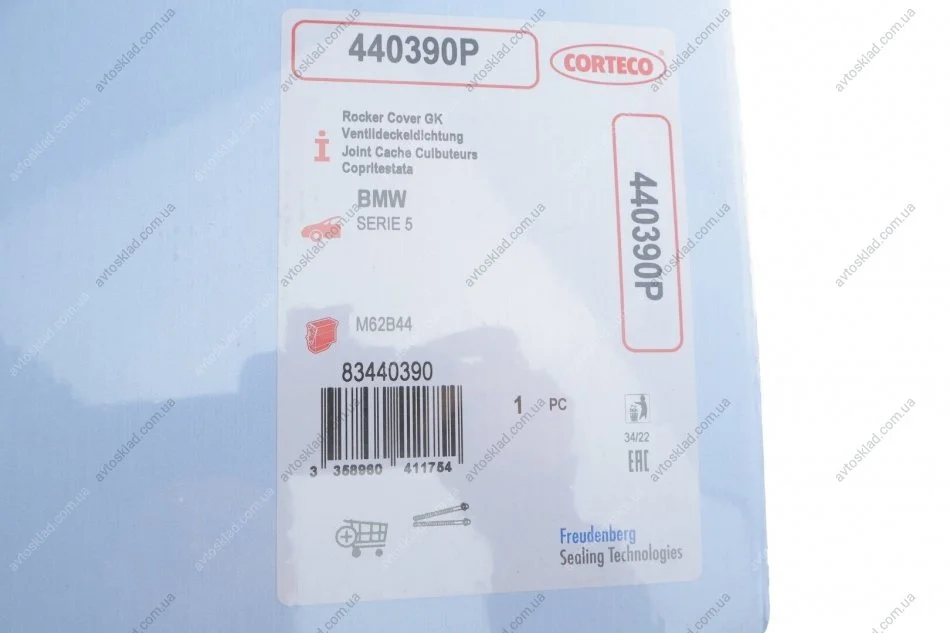 440390P
CORTECO
Rocker Cover GK
Ventildeckeldichtung
Joint Cache Culbuteurs
Copritestata
440390P
BMW
SERIE 5
M62B44
83440390
3 358960 411754
1 PC
34/22
EAC
Freudenberg
Sealing Technologies
avtosklad.com.ua